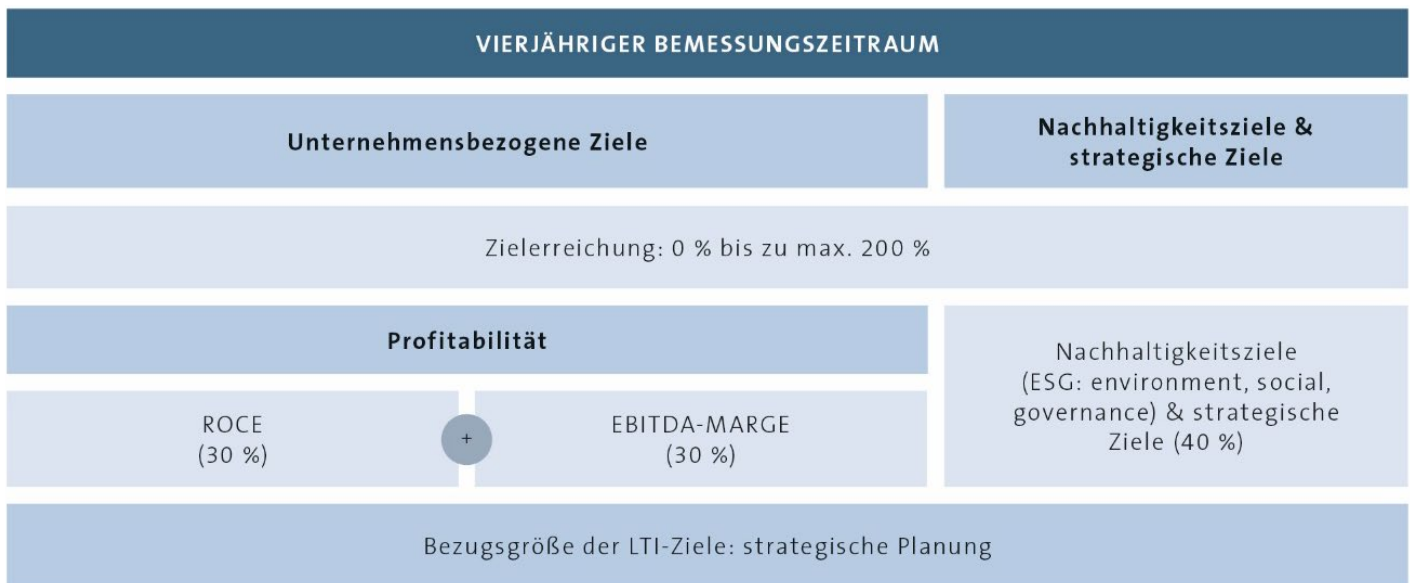 VIERJÄHRIGER BEMESSUNGSZEITRAUM
Unternehmensbezogene Ziele
Nachhaltigkeitsziele &
strategische Ziele
Zielerreichung: 0 % bis zu max. 200 %
Profitabilität
ROCE
(30 %)
+
EBITDA-MARGE
(30 %)
Nachhaltigkeitsziele
(ESG: environment, social,
governance) & strategische
Ziele (40 %)
Bezugsgröße der LTI-Ziele: strategische Planung